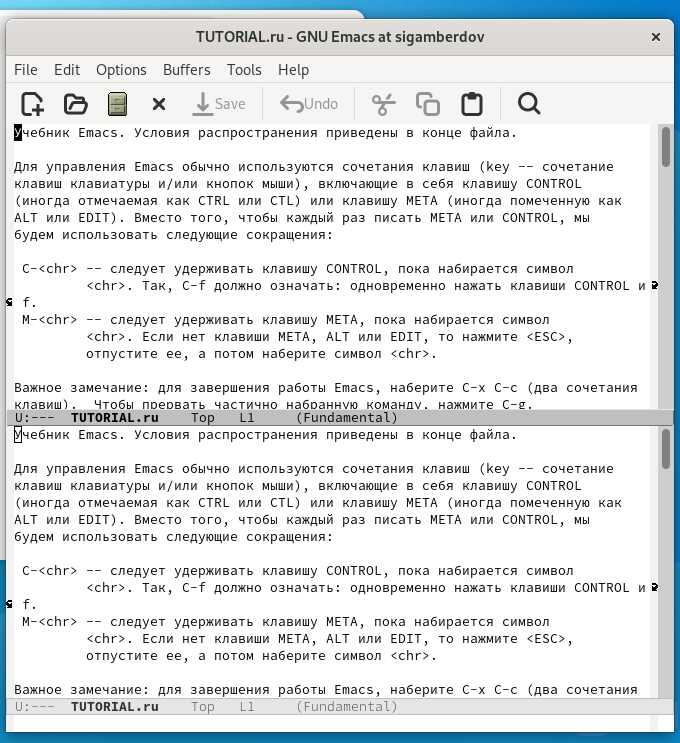 TUTORIAL.ru - GNU Emacs at sigamberdov
File Edit Options Buffers Tools Help
Save Undo
Учебник Emacs. Условия распространения приведены в конце файла.
Для управления Emacs обычно используются сочетания клавиш (key -- сочетание
клавиш клавиатуры и/или кнопок мыши), включающие в себя клавишу CONTROL
(иногда отмечаемая как CTRL или CTL) или клавишу META (иногда помеченную как
ALT или EDIT). Вместо того, чтобы каждый раз писать META или CONTROL, мы
будем использовать следующие сокращения:
C-<chr> -- следует удерживать клавишу CONTROL, пока набирается символ
<chr>. Так, C-f должно означать: одновременно нажать клавиши CONTROL и
f.
M-<chr> -- следует удерживать клавишу META, пока набирается символ
<chr>. Если нет клавиши META, ALT или EDIT, то нажмите <ESC>,
отпустите ее, а потом наберите символ <chr>.
Важное замечание: для завершения работы Emacs, наберите C-x C-c (два сочетания
клавиш). Чтобы прервать частично набранную команду, нажмите C-g.
U:--- TUTORIAL.ru Top L1 (Fundamental)
Учебник Emacs. Условия распространения приведены в конце файла.
Для управления Emacs обычно используются сочетания клавиш (key -- сочетание
клавиш клавиатуры и/или кнопок мыши), включающие в себя клавишу CONTROL
(иногда отмечаемая как CTRL или CTL) или клавишу META (иногда помеченную как
ALT или EDIT). Вместо того, чтобы каждый раз писать META или CONTROL, мы
будем использовать следующие сокращения:
C-<chr> -- следует удерживать клавишу CONTROL, пока набирается символ
<chr>. Так, C-f должно означать: одновременно нажать клавиши CONTROL и
f.
M-<chr> -- следует удерживать клавишу META, пока набирается символ
<chr>. Если нет клавиши META, ALT или EDIT, то нажмите <ESC>,
отпустите ее, а потом наберите символ <chr>.
Важное замечание: для завершения работы Emacs, наберите C-x C-c (два сочетания
U:--- TUTORIAL.ru Top L1 (Fundamental)